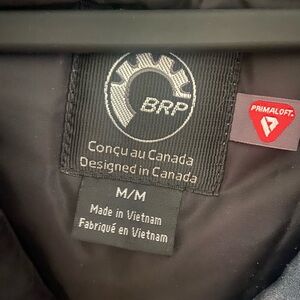 BRP
PRIMALOFT
Conçu au Canada
Designed in Canada
M/M
Made in Vietnam
Fabriqué en Vietnam